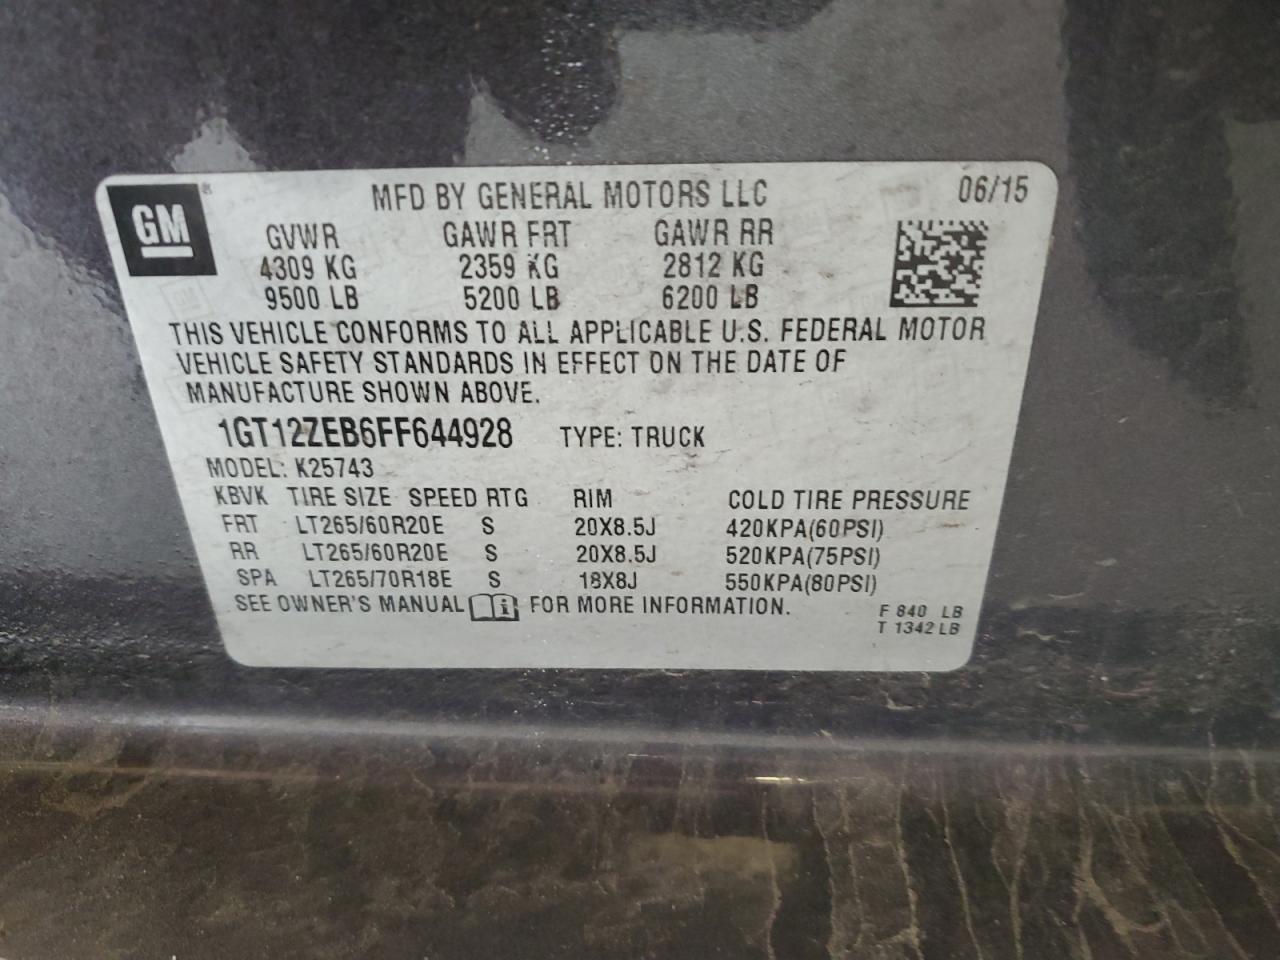 GM ® MFD BY GENERAL MOTORS LLC 06/15
GVWR GAWR FRT GAWR RR
4309 KG 2359 KG 2812 KG
9500 LB 5200 LB 6200 LB
THIS VEHICLE CONFORMS TO ALL APPLICABLE U.S. FEDERAL MOTOR
VEHICLE SAFETY STANDARDS IN EFFECT ON THE DATE OF
MANUFACTURE SHOWN ABOVE.
1GT12ZEB6FF644928 TYPE: TRUCK
MODEL: K25743
KBVK TIRE SIZE SPEED RTG RIM COLD TIRE PRESSURE
FRT LT265/60R20E S 20X8.5J 420KPA(60PSI)
RR LT265/60R20E S 20X8.5J 520KPA(75PSI)
SPA LT265/70R18E S 18X8J 550KPA(80PSI)
SEE OWNER'S MANUAL i FOR MORE INFORMATION.
F 840 LB
T 1342 LB